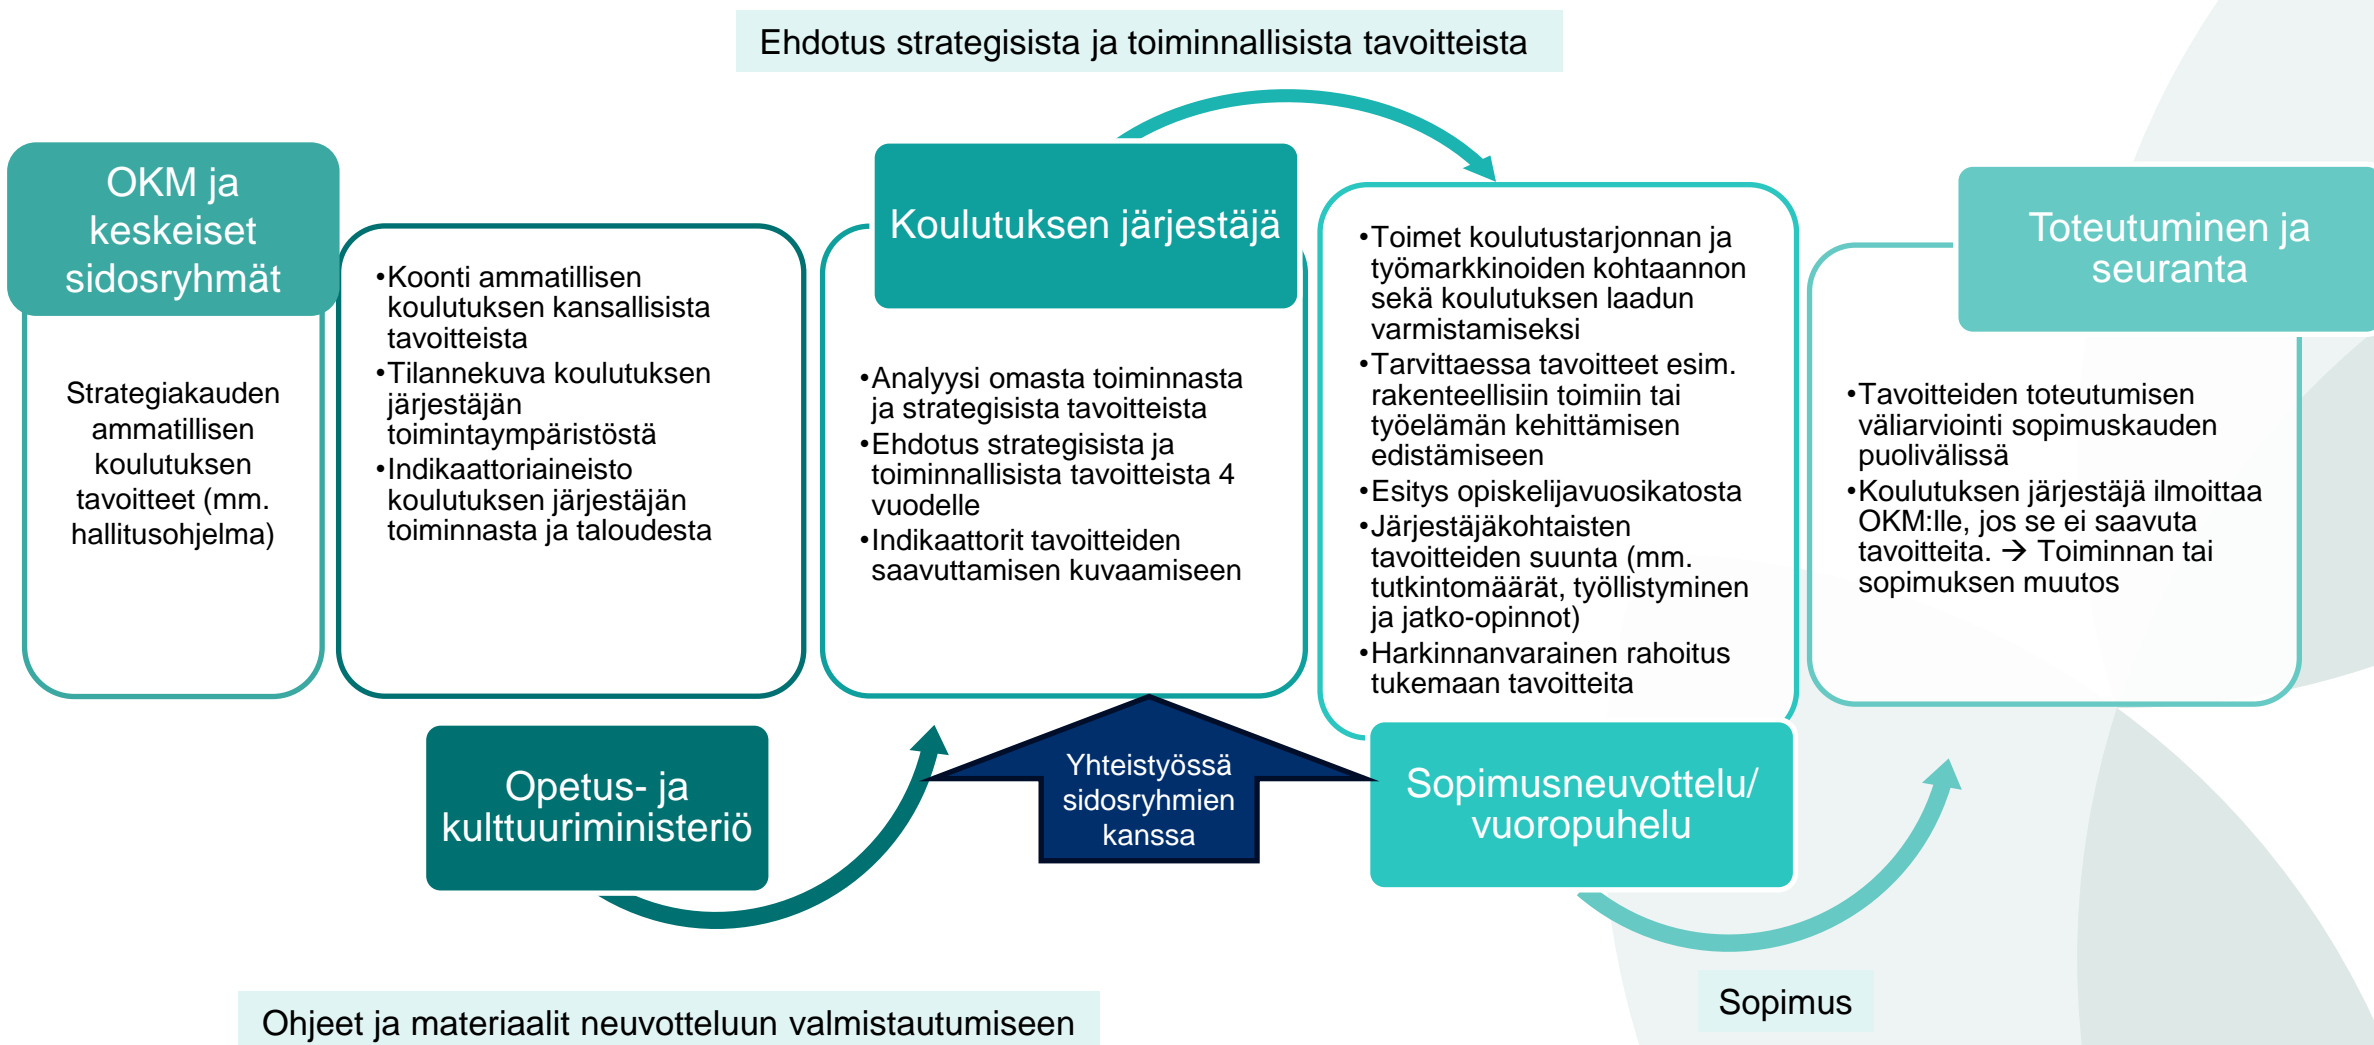 Ehdotus strategisista ja toiminnallisista tavoitteista
OKM ja
keskeiset
sidosryhmät
Strategiakauden
ammatillisen
koulutuksen
tavoitteet (mm.
hallitusohjelma)
•Koonti ammatillisen
koulutuksen kansallisista
tavoitteista
•Tilannekuva koulutuksen
järjestäjän
toimintaympäristöstä
•Indikaattoriaineisto
koulutuksen järjestäjän
toiminnasta ja taloudesta
Opetus- ja
kulttuuriministeriö
Ohjeet ja materiaalit neuvotteluun valmistautumiseen
Koulutuksen järjestäjä
•Analyysi omasta toiminnasta
ja strategisista tavoitteista
•Ehdotus strategisista ja
toiminnallisista tavoitteista 4
vuodelle
•Indikaattorit tavoitteiden
saavuttamisen kuvaamiseen
Yhteistyössä
sidosryhmien
kanssa
•Toimet koulutustarjonnan ja
työmarkkinoiden kohtaannon
sekä koulutuksen laadun
varmistamiseksi
•Tarvittaessa tavoitteet esim.
rakenteellisiin toimiin tai
työelämän kehittämisen
edistämiseen
•Esitys opiskelijavuosikatosta
•Järjestäjäkohtaisten
tavoitteiden suunta (mm.
tutkintomäärät, työllistyminen
ja jatko-opinnot)
•Harkinnanvarainen rahoitus
tukemaan tavoitteita
Sopimusneuvottelu/
vuoropuhelu
Sopimus
Toteutuminen ja
seuranta
•Tavoitteiden toteutumisen
väliarviointi sopimuskauden
puolivälissä
•Koulutuksen järjestäjä ilmoittaa
OKM:lle, jos se ei saavuta
tavoitteita. → Toiminnan tai
sopimuksen muutos